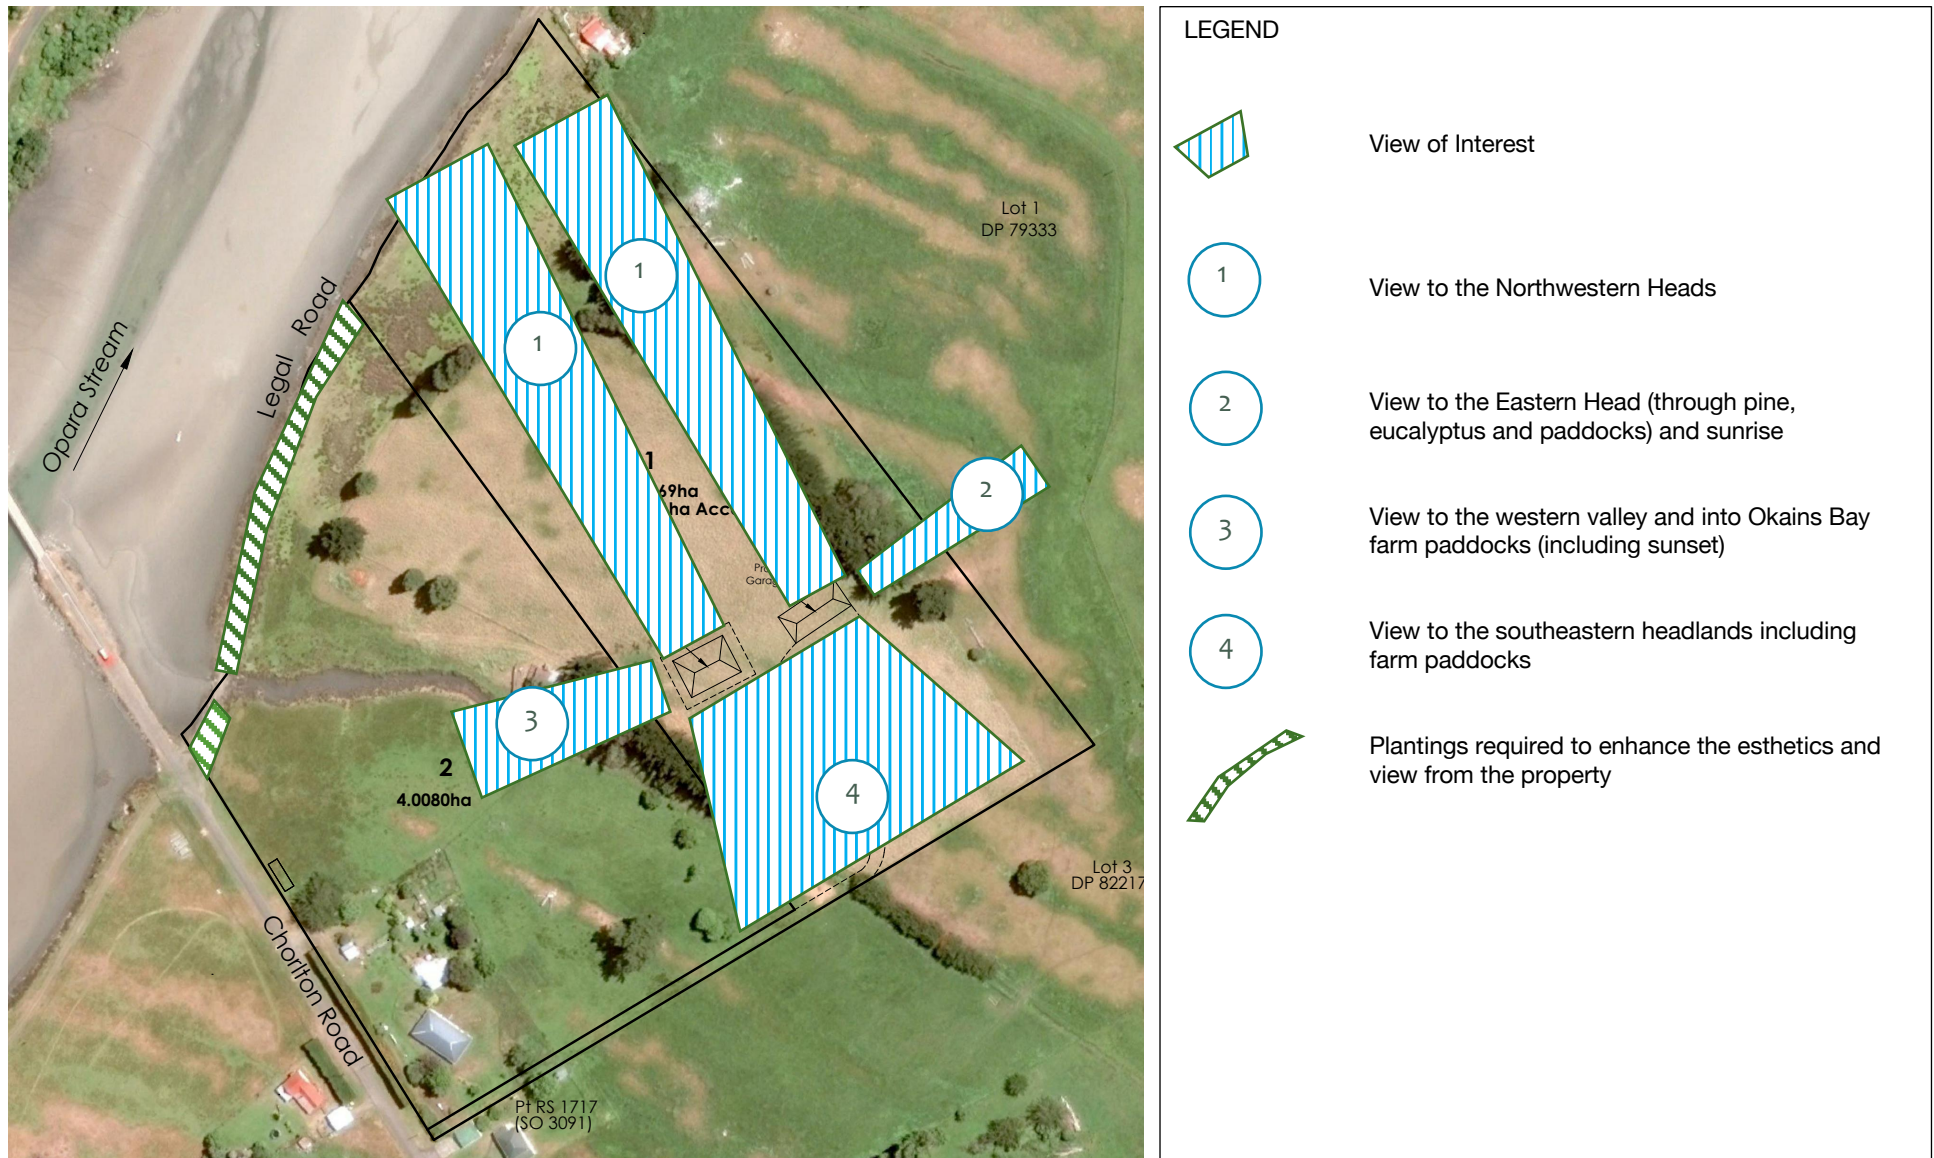 Lot 1
DP 79333
Opara Stream
Legal Road
1
1
1
69ha
ha Acc
2
Garag
3
2
4.0080ha
4
Lot 3
DP 82217
Chorlton Road
Pt RS 1717
(SO 3091)
LEGEND
View of Interest
1
View to the Northwestern Heads
2
View to the Eastern Head (through pine,
eucalyptus and paddocks) and sunrise
3
View to the western valley and into Okains Bay
farm paddocks (including sunset)
4
View to the southeastern headlands including
farm paddocks
Plantings required to enhance the esthetics and
view from the property